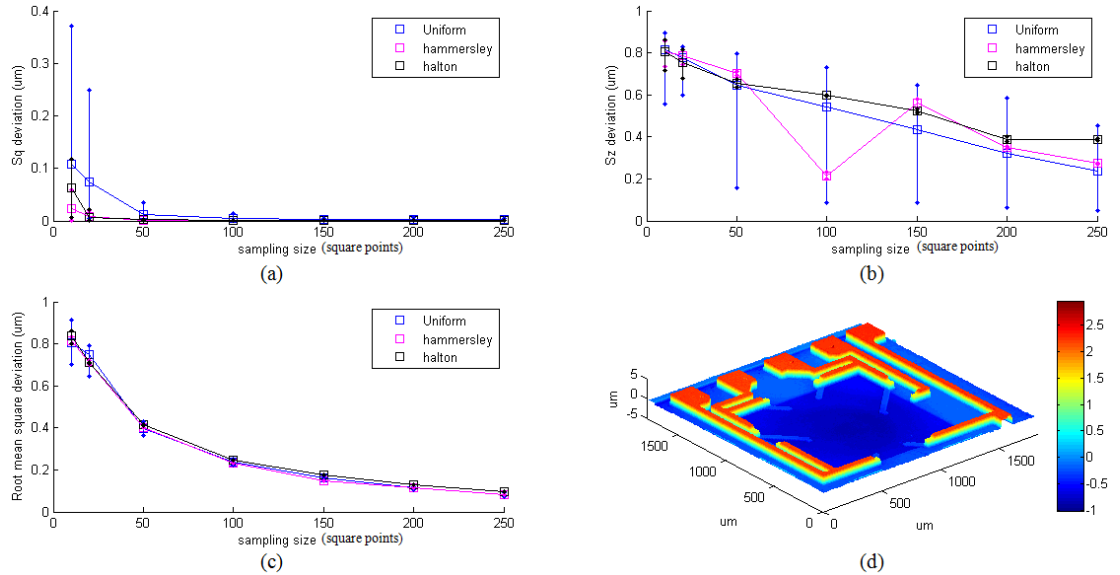 0.4
0.3
0.2
0.1
0
Sq deviation (um)
Uniform
hammersley
halton
0 50 100 150 200 250
sampling size (square points)
(a)
1
0.8
0.6
0.4
0.2
0
Sz deviation (um)
Uniform
hammersley
halton
0 50 100 150 200 250
sampling size (square points)
(b)
1
0.8
0.6
0.4
0.2
0
Root mean square deviation (um)
Uniform
hammersley
halton
0 50 100 150 200 250
sampling size (square points)
(c)
5
0
-5
um
1500
1000
500
0
um
0
500
1000
1500
um
2.5
2
1.5
1
0.5
0
-0.5
-1
(d)